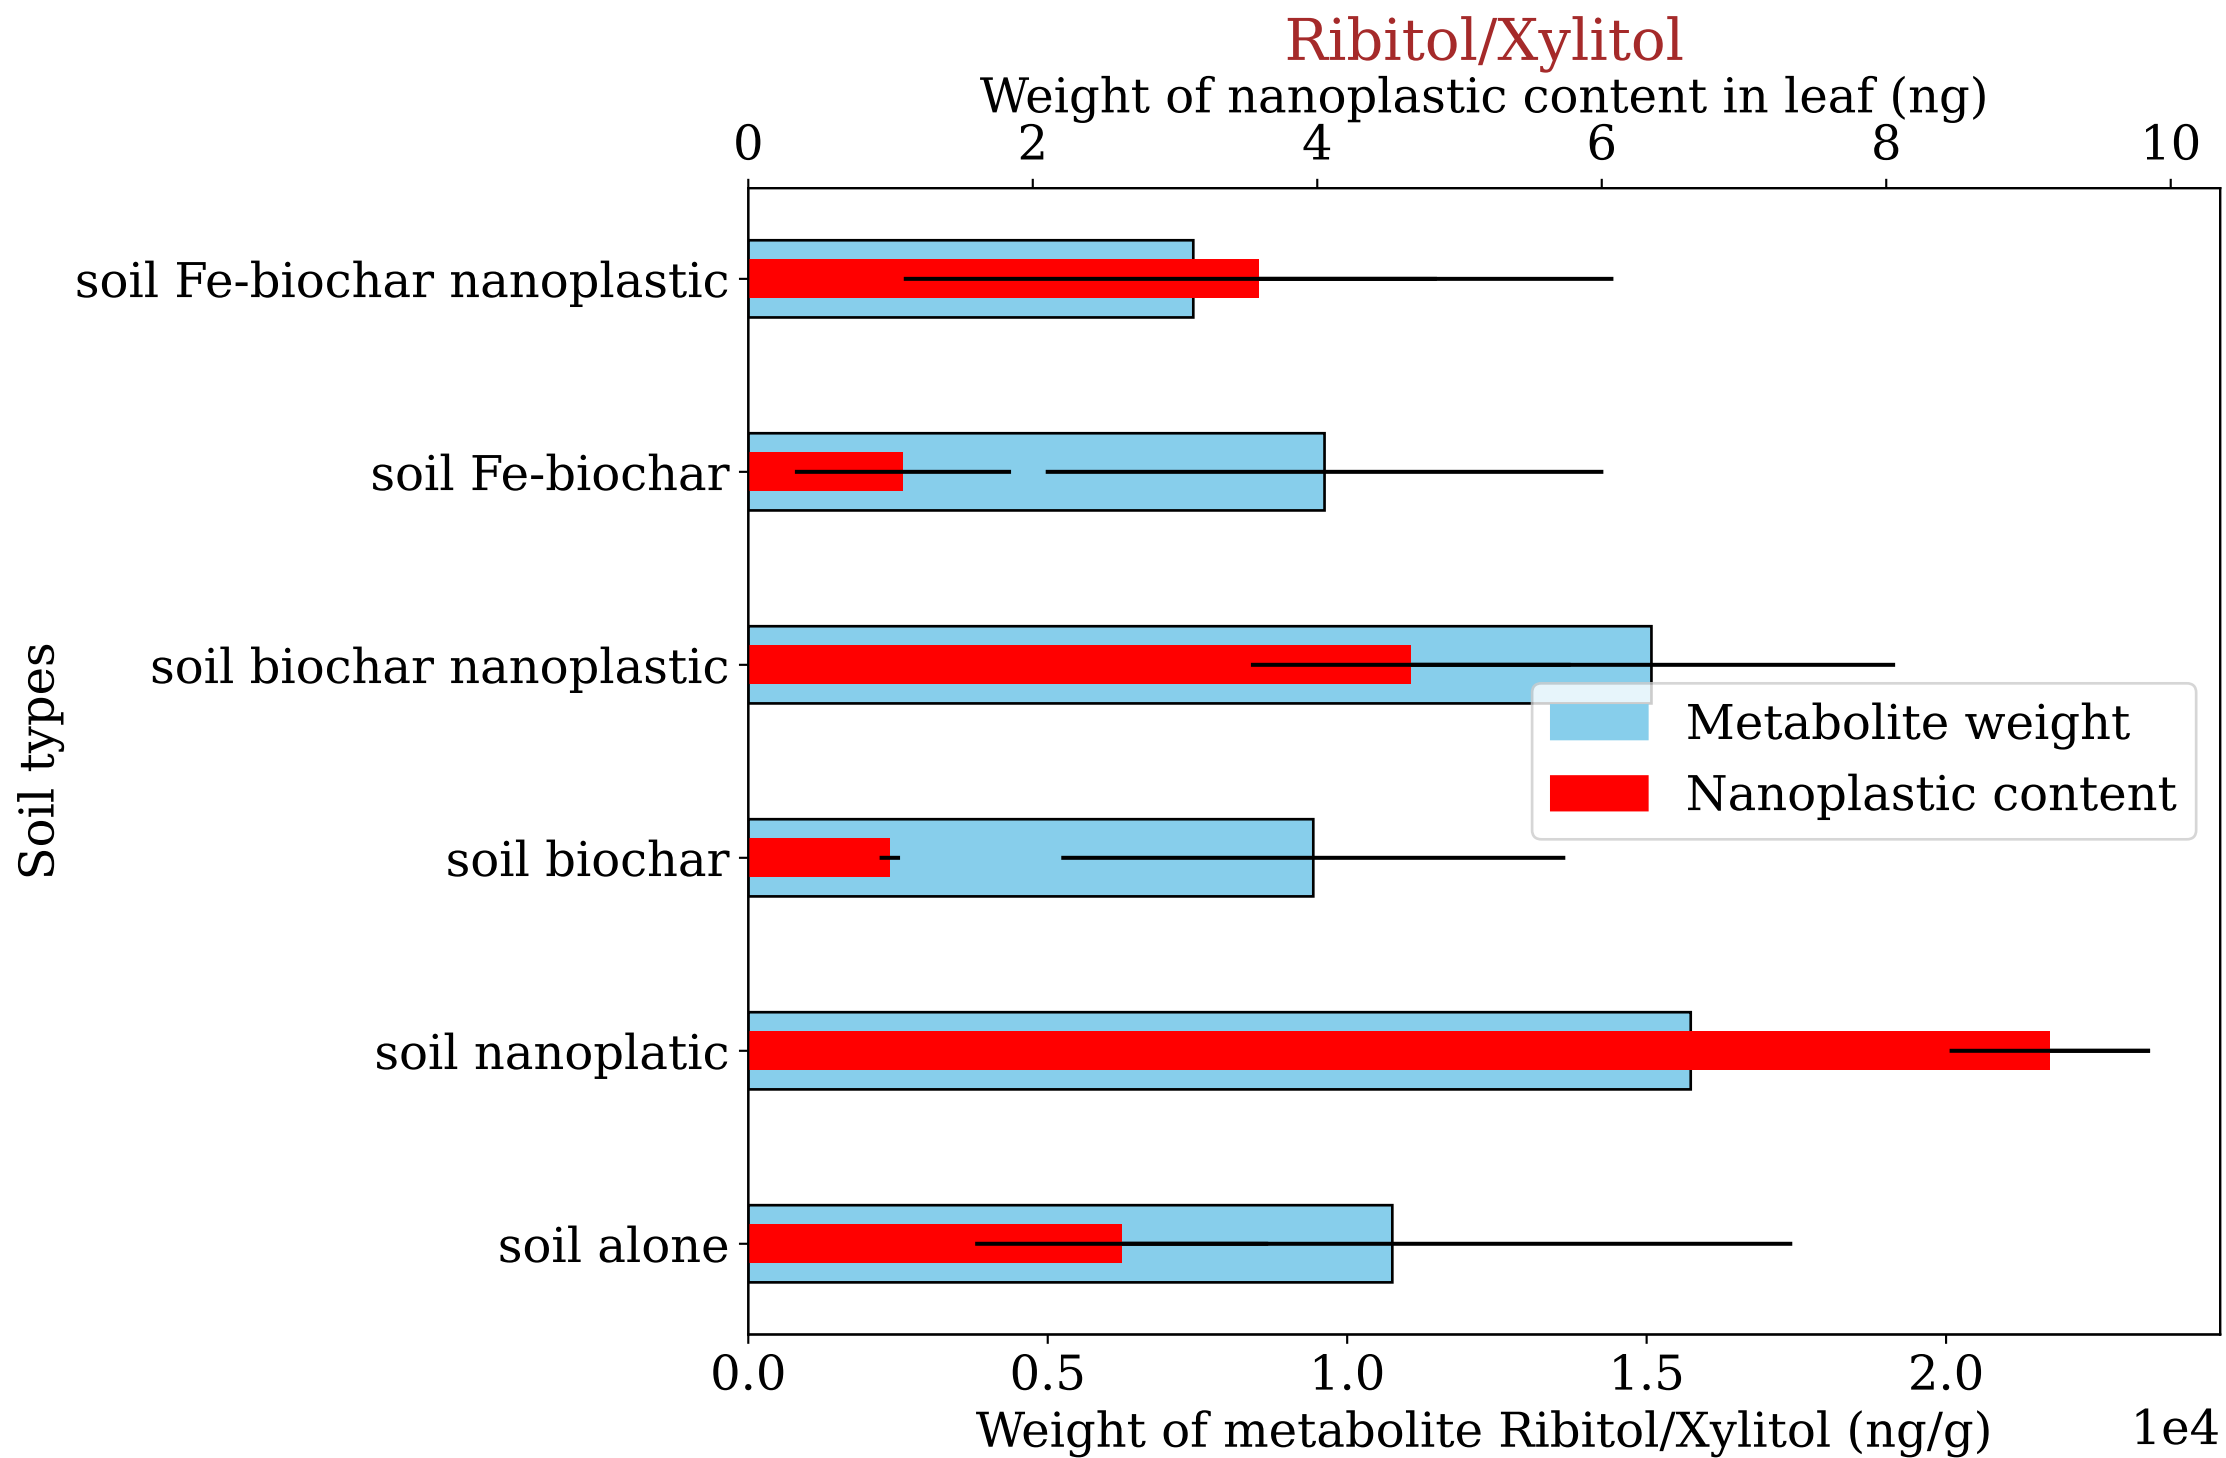 Ribitol/Xylitol
Weight of nanoplastic content in leaf (ng)
0 2 4 6 8 10
soil Fe-biochar nanoplastic
soil Fe-biochar
soil biochar nanoplastic
Soil types
Metabolite weight
Nanoplastic content
soil biochar
soil nanoplatic
soil alone
0.0 0.5 1.0 1.5 2.0
Weight of metabolite Ribitol/Xylitol (ng/g)
1e4